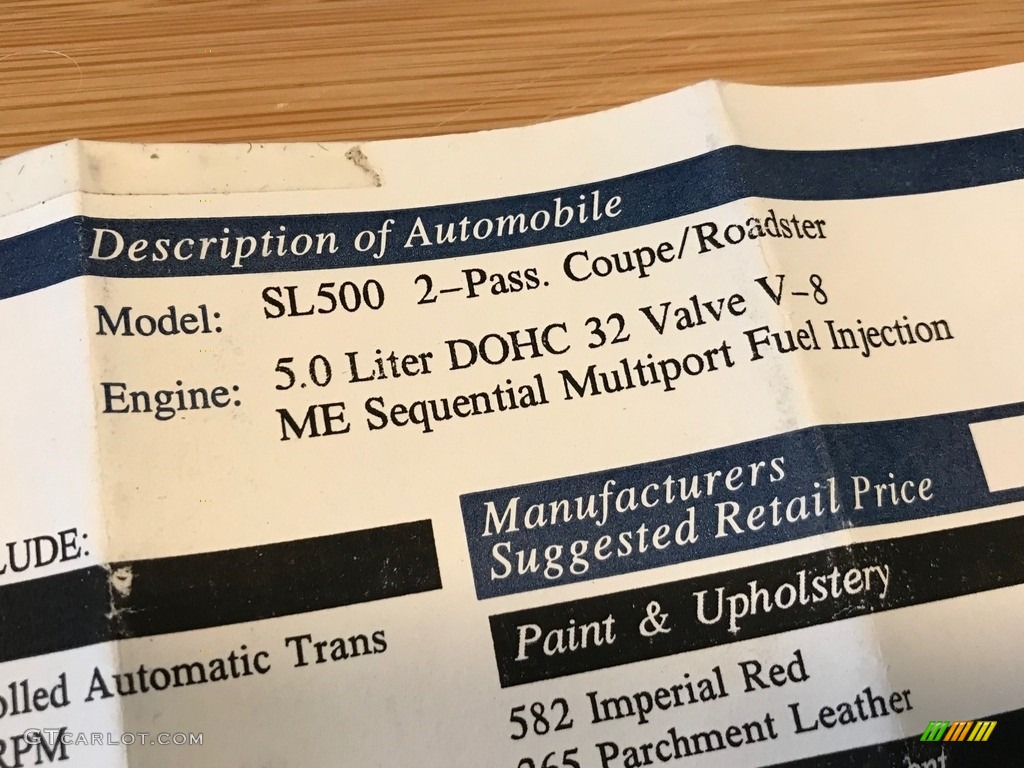 Description of Automobile
Model: SL500 2-Pass. Coupe/Roadster
Engine: 5.0 Liter DOHC 32 Valve V-8
ME Sequential Multiport Fuel Injection
Manufacturers
Suggested Retail Price
LUDE:
Paint & Upholstery
olled Automatic Trans
582 Imperial Red
RPM
265 Parchment Leather
GTCARLOT.COM